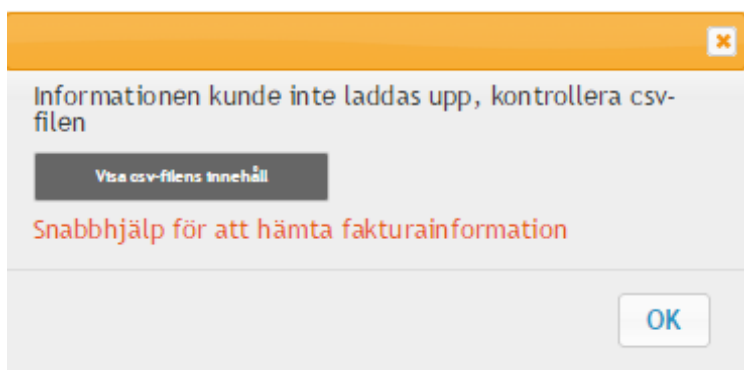 Informationen kunde inte laddas upp, kontrollera csv-
filen
Visa csv-filens innehåll
Snabbhjälp för att hämta fakturainformation
OK